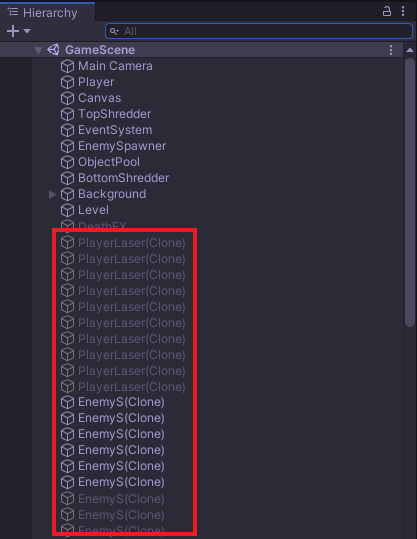 Hierarchy
All
GameScene
Main Camera
Player
Canvas
TopShredder
EventSystem
EnemySpawner
ObjectPool
BottomShredder
Background
Level
DeathFX
PlayerLaser(Clone)
PlayerLaser(Clone)
PlayerLaser(Clone)
PlayerLaser(Clone)
PlayerLaser(Clone)
PlayerLaser(Clone)
PlayerLaser(Clone)
PlayerLaser(Clone)
PlayerLaser(Clone)
PlayerLaser(Clone)
EnemyS(Clone)
EnemyS(Clone)
EnemyS(Clone)
EnemyS(Clone)
EnemyS(Clone)
EnemyS(Clone)
EnemyS(Clone)
EnemyS(Clone)
EnemyS(Clone)